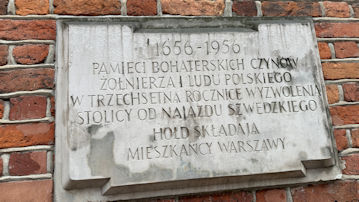 1656-1956
PAMIĘCI BOHATERSKICH CZYNÓW
ŻOŁNIERZA I LUDU POLSKIEGO
W TRZECHSETNĄ ROCZNICĘ WYZWOLENIA
STOLICY OD NAJAZDU SZWEDZKIEGO
HOŁD SKŁADAJĄ
MIESZKAŃCY WARSZAWY